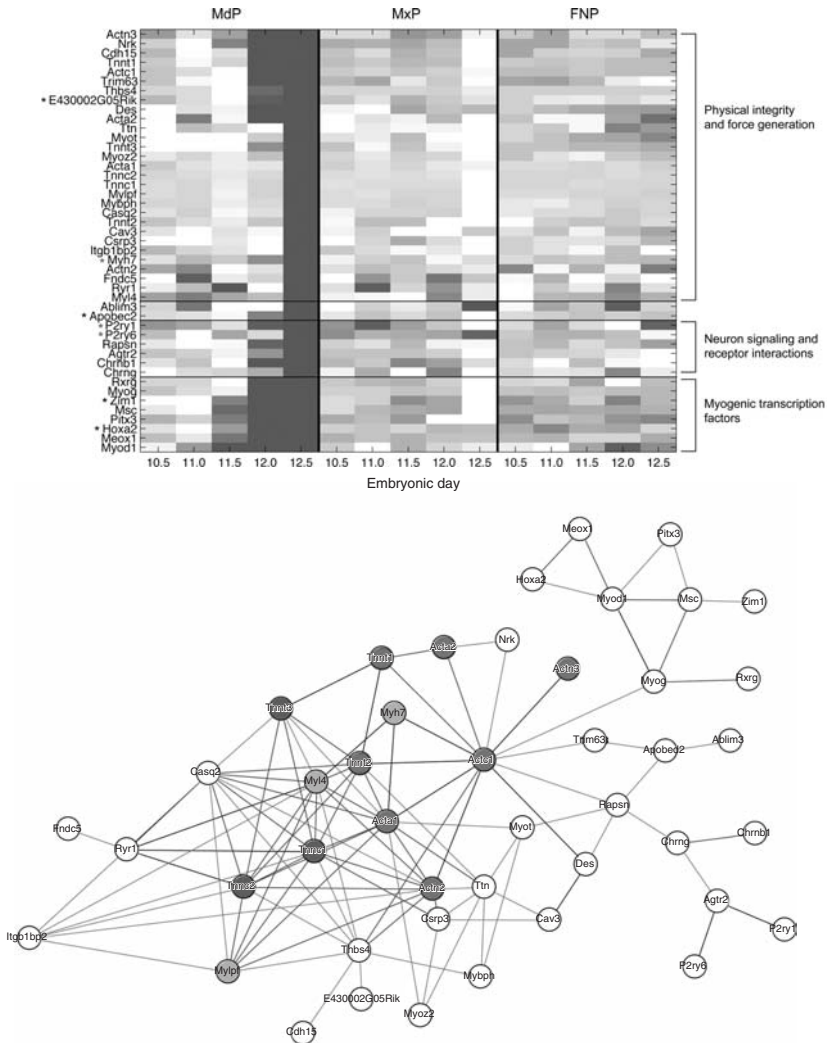 MdP MxP FNP
Actn3
Nrk
Cdh15
Tnnt1
Actc1
Trim63
Thbs4
* E430002G05Rik
Des
Acta2
Ttn
Myot
Tnnt3
Myoz2
Acta1
Tnnc2
Tnnc1
Mylpf
Mybph
Casq2
Tnnt2
Cav3
Csrp3
Itgb1bp2
* Myh7
Actn2
Fndc5
Ryr1
Myl4
Ablim3
* Apobec2
* P2ry1
* P2ry6
Rapsn
Agtr2
Chrnb1
Chrng
Rxrg
Myog
* Zim1
Msc
Pitx3
* Hoxa2
Meox1
Myod1
Physical integrity
and force generation
Neuron signaling and
receptor interactions
Myogenic transcription
factors
10.5 11.0 11.5 12.0 12.5 10.5 11.0 11.5 12.0 12.5 10.5 11.0 11.5 12.0 12.5
Embryonic day
Meox1
Pitx3
Hoxa2
Myod1
Msc
Zim1
Nrk
Acta2
Tnnt1
Actn3
Myog
Rxrg
Tnnt3
Myh7
Trim63
Apobed2
Ablim3
Actc1
Tnnt2
Casq2
Myl4
Rapsn
Acta1
Myot
Fndc5
Chrnb1
Chrng
Ryr1
Tnnc1
Des
Tnnc2
Actn2
Ttn
Agtr2
Csrp3
Cav3
P2ry1
Itgb1bp2
Thbs4
P2ry6
Mylpf
Mybph
E430002G05Rik
Myoz2
Cdh15